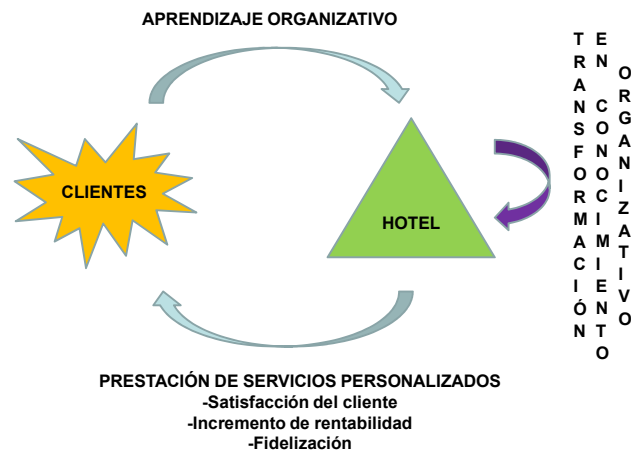 APRENDIZAJE ORGANIZATIVO
CLIENTES
HOTEL
TRANSFORMACIÓN
EN CONOCIMIENTO
ORGANIZATIVO
PRESTACIÓN DE SERVICIOS PERSONALIZADOS
-Satisfacción del cliente
-Incremento de rentabilidad
-Fidelización